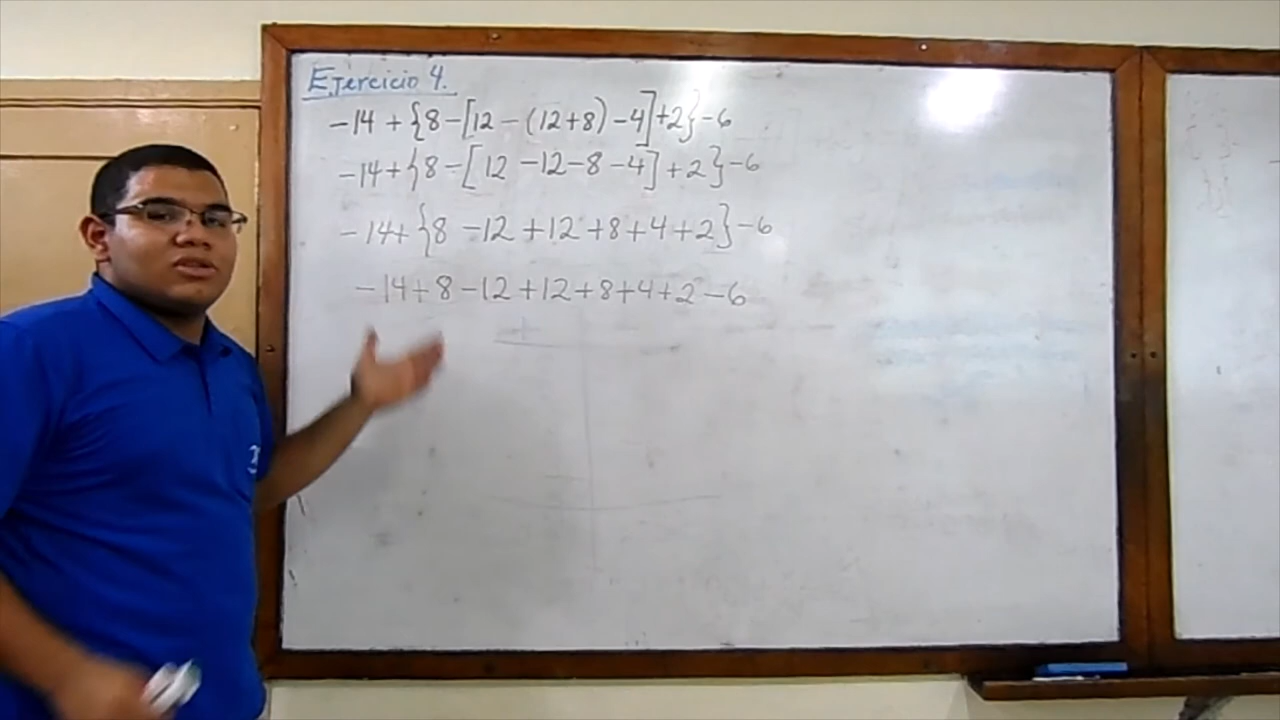 Ejercicio 4.
-14 + {8 - [12 - (12+8) - 4] + 2} - 6
-14 + {8 - [12 - 12 - 8 - 4] + 2} - 6
-14 + {8 - 12 + 12 + 8 + 4 + 2} - 6
-14 + 8 - 12 + 12 + 8 + 4 + 2 - 6